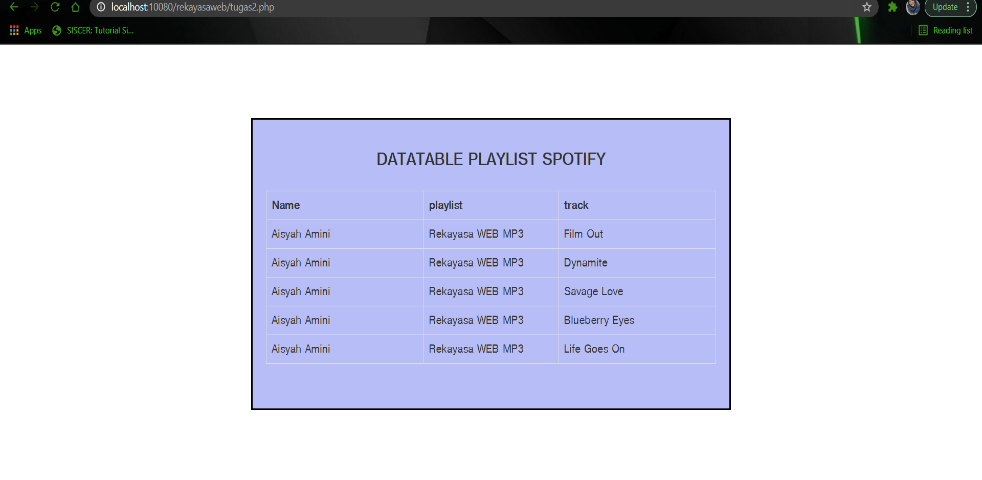 localhost:10080/rekayasaweb/tugas2.php Update
Apps SISCER: Tutorial Si... Reading list
DATATABLE PLAYLIST SPOTIFY
Name playlist track
Aisyah Amini Rekayasa WEB MP3 Film Out
Aisyah Amini Rekayasa WEB MP3 Dynamite
Aisyah Amini Rekayasa WEB MP3 Savage Love
Aisyah Amini Rekayasa WEB MP3 Blueberry Eyes
Aisyah Amini Rekayasa WEB MP3 Life Goes On